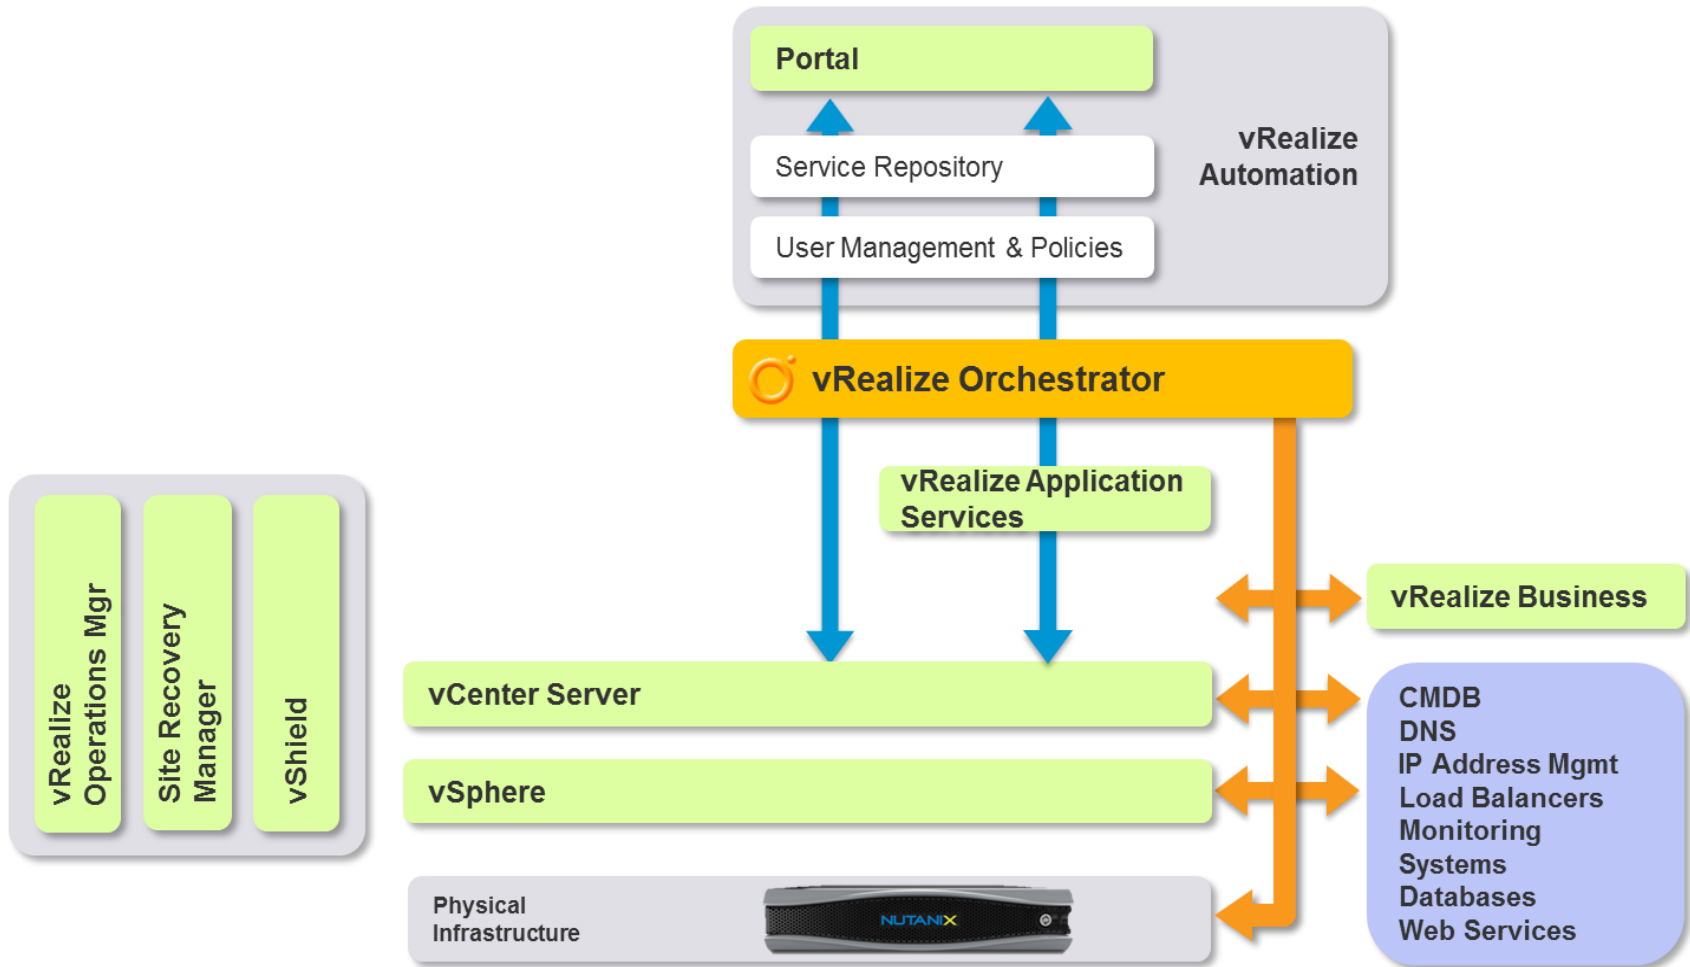 Portal
Service Repository
User Management & Policies
vRealize
Automation
vRealize Orchestrator
vRealize Application
Services
vRealize
Operations Mgr
Site Recovery
Manager
vShield
vCenter Server
vSphere
Physical
Infrastructure
NUTANIX
vRealize Business
CMDB
DNS
IP Address Mgmt
Load Balancers
Monitoring
Systems
Databases
Web Services